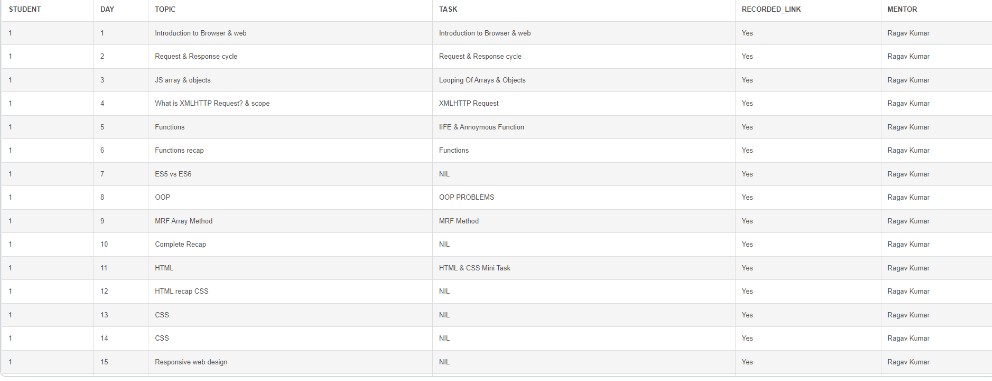 STUDENT DAY TOPIC TASK RECORDED_LINK MENTOR
1 1 Introduction to Browser & web Introduction to Browser & web Yes Ragav Kumar
1 2 Request & Response cycle Request & Response cycle Yes Ragav Kumar
1 3 JS array & objects Looping Of Arrays & Objects Yes Ragav Kumar
1 4 What is XMLHTTP Request? & scope XMLHTTP Request Yes Ragav Kumar
1 5 Functions IIFE & Annoymous Function Yes Ragav Kumar
1 6 Functions recap Functions Yes Ragav Kumar
1 7 ES5 vs ES6 NIL Yes Ragav Kumar
1 8 OOP OOP PROBLEMS Yes Ragav Kumar
1 9 MRF Array Method MRF Method Yes Ragav Kumar
1 10 Complete Recap NIL Yes Ragav Kumar
1 11 HTML HTML & CSS Mini Task Yes Ragav Kumar
1 12 HTML recap CSS NIL Yes Ragav Kumar
1 13 CSS NIL Yes Ragav Kumar
1 14 CSS NIL Yes Ragav Kumar
1 15 Responsive web design NIL Yes Ragav Kumar